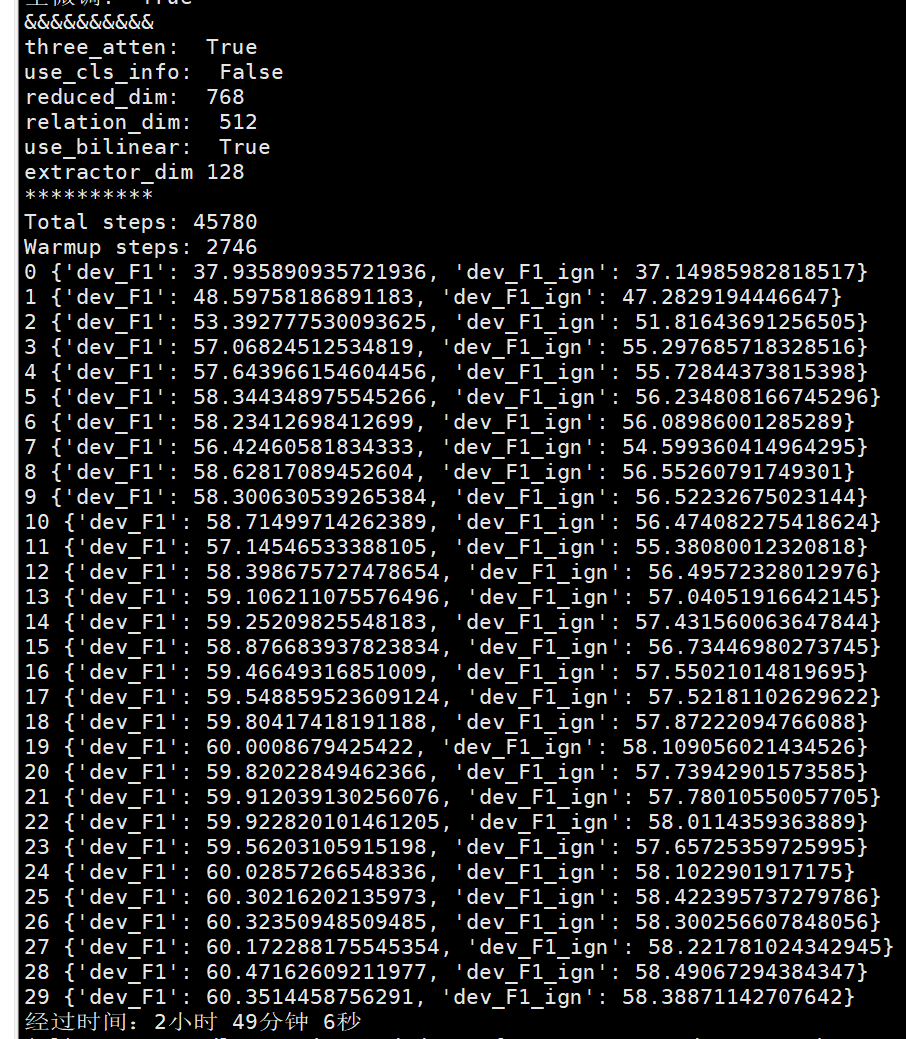 全微调: True
&&&&&&&&&&
three_atten:  True
use_cls_info:  False
reduced_dim:  768
relation_dim:  512
use_bilinear:  True
extractor_dim 128
**********
Total steps: 45780
Warmup steps: 2746
0 {'dev_F1': 37.935890935721936, 'dev_F1_ign': 37.14985982818517}
1 {'dev_F1': 48.59758186891183, 'dev_F1_ign': 47.2829194446647}
2 {'dev_F1': 53.392777530093625, 'dev_F1_ign': 51.81643691256505}
3 {'dev_F1': 57.06824512534819, 'dev_F1_ign': 55.297685718328516}
4 {'dev_F1': 57.643966154604456, 'dev_F1_ign': 55.72844373815398}
5 {'dev_F1': 58.344348975545266, 'dev_F1_ign': 56.234808166745296}
6 {'dev_F1': 58.23412698412699, 'dev_F1_ign': 56.08986001285289}
7 {'dev_F1': 56.42460581834333, 'dev_F1_ign': 54.599360414964295}
8 {'dev_F1': 58.62817089452604, 'dev_F1_ign': 56.55260791749301}
9 {'dev_F1': 58.300630539265384, 'dev_F1_ign': 56.52232675023144}
10 {'dev_F1': 58.71499714262389, 'dev_F1_ign': 56.474082275418624}
11 {'dev_F1': 57.14546533388105, 'dev_F1_ign': 55.38080012320818}
12 {'dev_F1': 58.398675727478654, 'dev_F1_ign': 56.49572328012976}
13 {'dev_F1': 59.106211075576496, 'dev_F1_ign': 57.04051916642145}
14 {'dev_F1': 59.25209825548183, 'dev_F1_ign': 57.431560063647844}
15 {'dev_F1': 58.876683937823834, 'dev_F1_ign': 56.73446980273745}
16 {'dev_F1': 59.46649316851009, 'dev_F1_ign': 57.55021014819695}
17 {'dev_F1': 59.548859523609124, 'dev_F1_ign': 57.52181102629622}
18 {'dev_F1': 59.80417418191188, 'dev_F1_ign': 57.87222094766088}
19 {'dev_F1': 60.0008679425422, 'dev_F1_ign': 58.109056021434526}
20 {'dev_F1': 59.82022849462366, 'dev_F1_ign': 57.73942901573585}
21 {'dev_F1': 59.912039130256076, 'dev_F1_ign': 57.78010550057705}
22 {'dev_F1': 59.922820101461205, 'dev_F1_ign': 58.0114359363889}
23 {'dev_F1': 59.56203105915198, 'dev_F1_ign': 57.65725359725995}
24 {'dev_F1': 60.02857266548336, 'dev_F1_ign': 58.1022901917175}
25 {'dev_F1': 60.30216202135973, 'dev_F1_ign': 58.422395737279786}
26 {'dev_F1': 60.32350948509485, 'dev_F1_ign': 58.300256607848056}
27 {'dev_F1': 60.172288175545354, 'dev_F1_ign': 58.221781024342945}
28 {'dev_F1': 60.47162609211977, 'dev_F1_ign': 58.49067294384347}
29 {'dev_F1': 60.3514458756291, 'dev_F1_ign': 58.38871142707642}
经过时间：2小时 49分钟 6秒